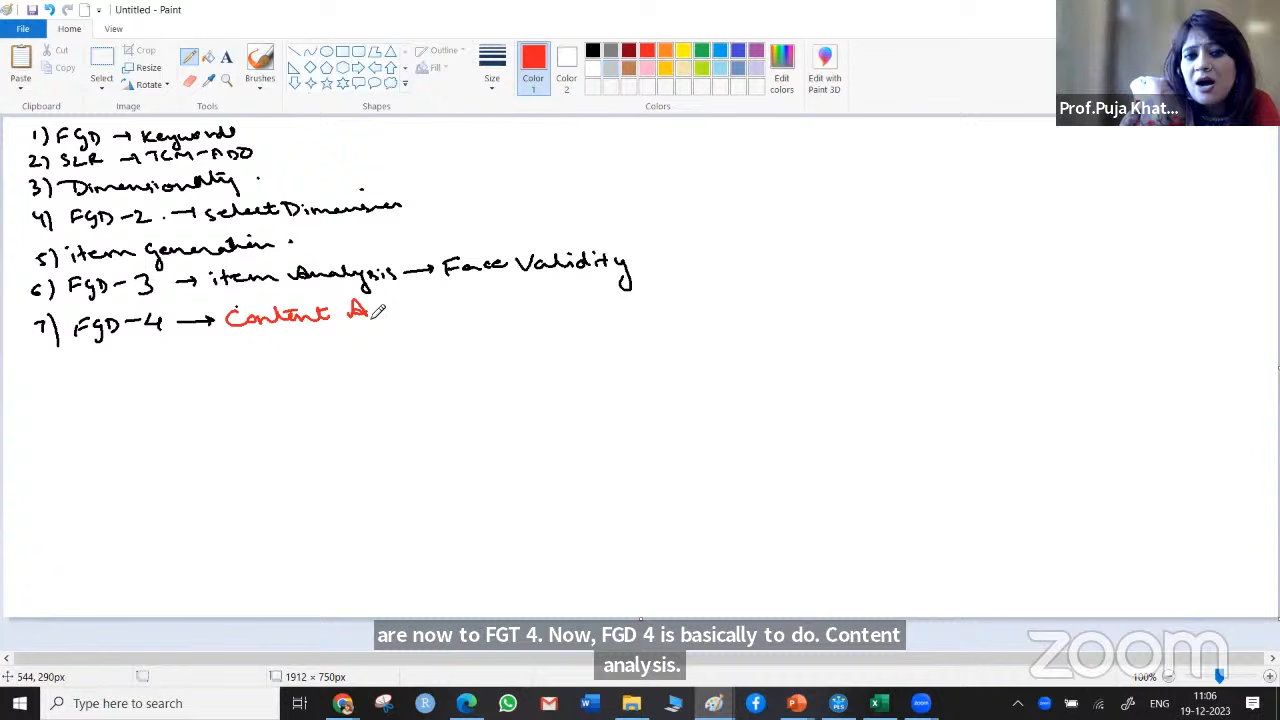 Untitled - Paint
File Home View
Paste Cut Copy Clipboard
Select Crop Resize Rotate Image
Tools
Brushes
Outline Fill Shapes
Size
Color 1 Color 2 Edit colors Colors
Edit with Paint 3D
Prof.Puja Khat...
1) FGD → Keywords
2) SLR → TCM-ADO
3) Dimensionality .
4) FGD-2 . → Select Dimension
5) item generation .
6) FGD-3 → item Analysis → Face Validity
7) FGD-4 → Content A
are now to FGT 4. Now, FGD 4 is basically to do. Content
analysis.
zoom
544, 290px 1912 × 750px 100%
Type here to search
ENG 11:06 19-12-2023